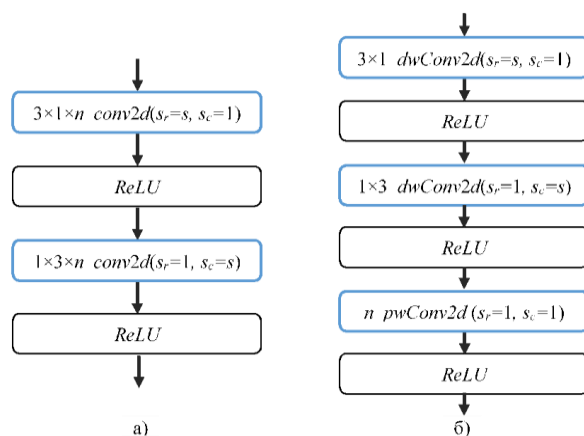 3×1×n conv2d(sr=s, sc=1)
ReLU
1×3×n conv2d(sr=1, sc=s)
ReLU
а)
3×1 dwConv2d(sr=s, sc=1)
ReLU
1×3 dwConv2d(sr=1, sc=s)
ReLU
n pwConv2d (sr=1, sc=1)
ReLU
б)